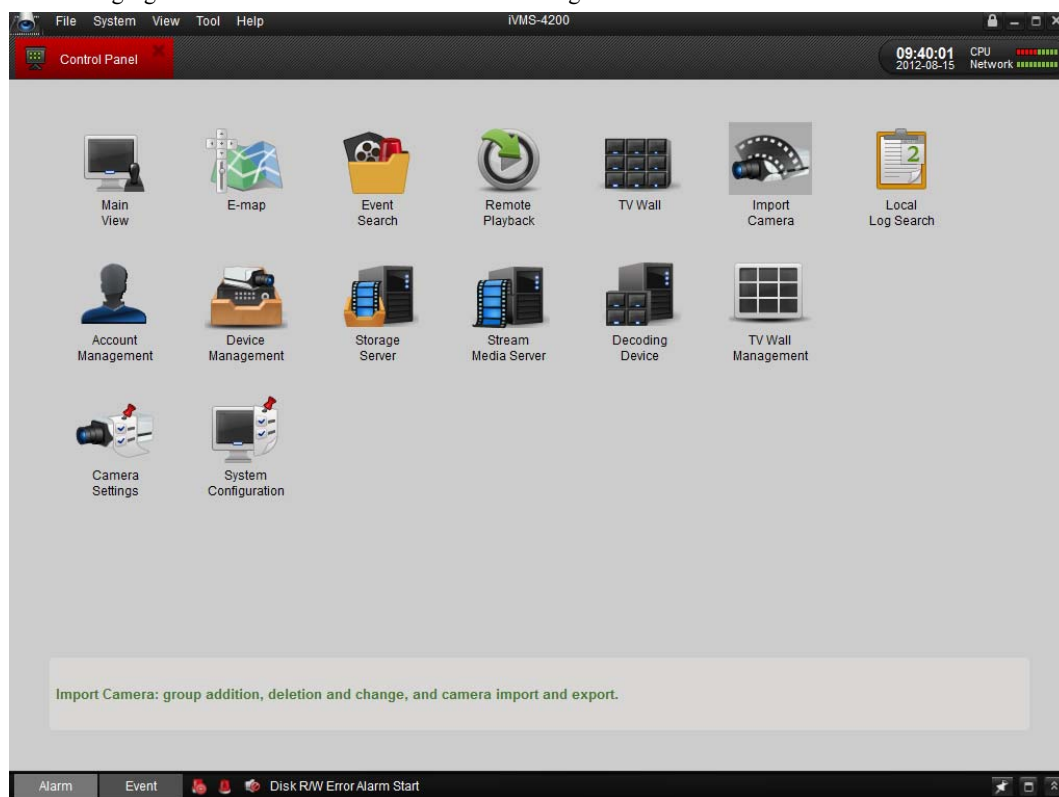 File System View Tool Help iVMS-4200
Control Panel
09:40:01 CPU
2012-08-15 Network
Main
View
E-map
Event
Search
Remote
Playback
TV Wall
Import
Camera
2
Local
Log Search
Account
Management
Device
Management
Storage
Server
Stream
Media Server
Decoding
Device
TV Wall
Management
Camera
Settings
System
Configuration
Import Camera: group addition, deletion and change, and camera import and export.
Alarm Event Disk R/W Error Alarm Start